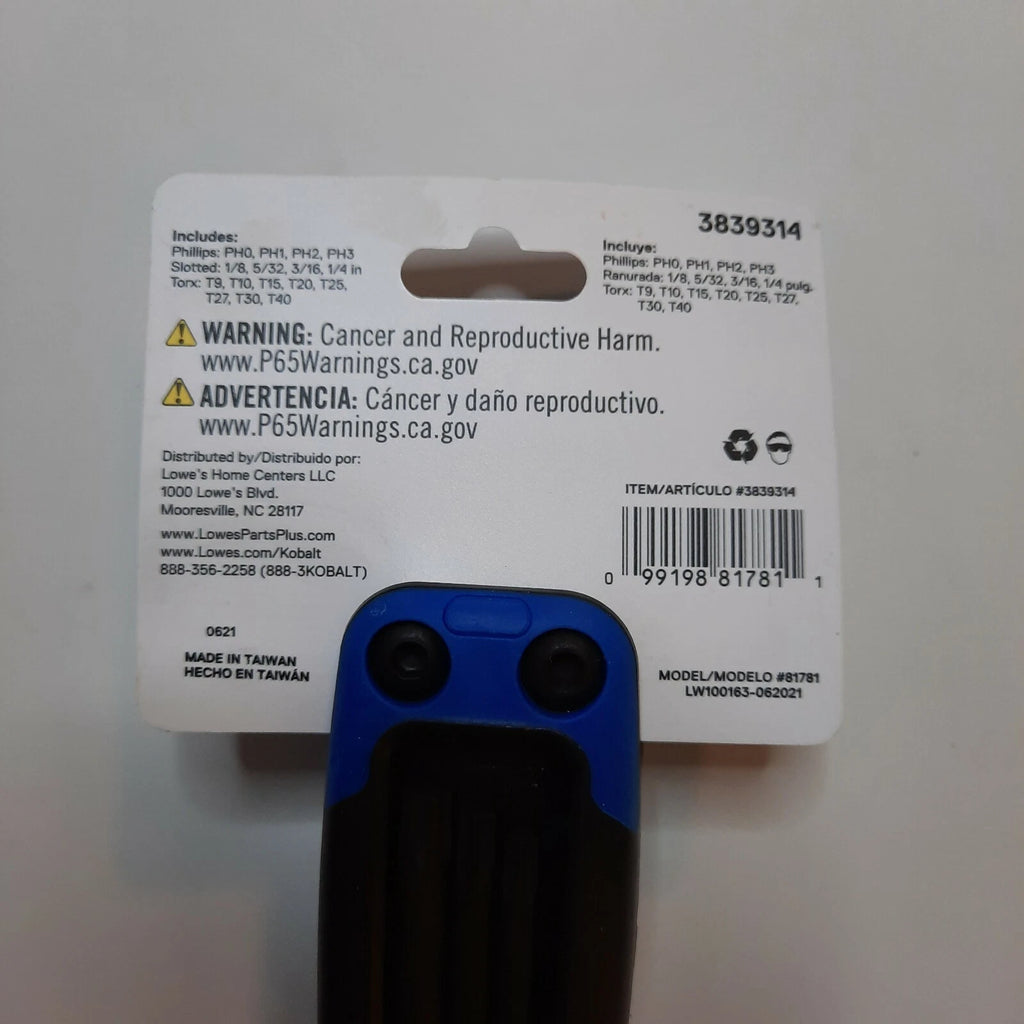 3839314
Includes:
Phillips: PH0, PH1, PH2, PH3
Slotted: 1/8, 5/32, 3/16, 1/4 in
Torx: T9, T10, T15, T20, T25,
T27, T30, T40
Incluye:
Phillips: PH0, PH1, PH2, PH3
Ranurada: 1/8, 5/32, 3/16, 1/4 pulg.
Torx: T9, T10, T15, T20, T25, T27,
T30, T40
WARNING: Cancer and Reproductive Harm.
www.P65Warnings.ca.gov
ADVERTENCIA: Cáncer y daño reproductivo.
www.P65Warnings.ca.gov
Distributed by/Distribuido por:
Lowe's Home Centers LLC
1000 Lowe's Blvd.
Mooresville, NC 28117
www.LowesPartsPlus.com
www.Lowes.com/Kobalt
888-356-2258 (888-3KOBALT)
ITEM/ARTÍCULO #3839314
0 99198 81781 1
0621
MADE IN TAIWAN
HECHO EN TAIWÁN
MODEL/MODELO #81781
LW100163-062021